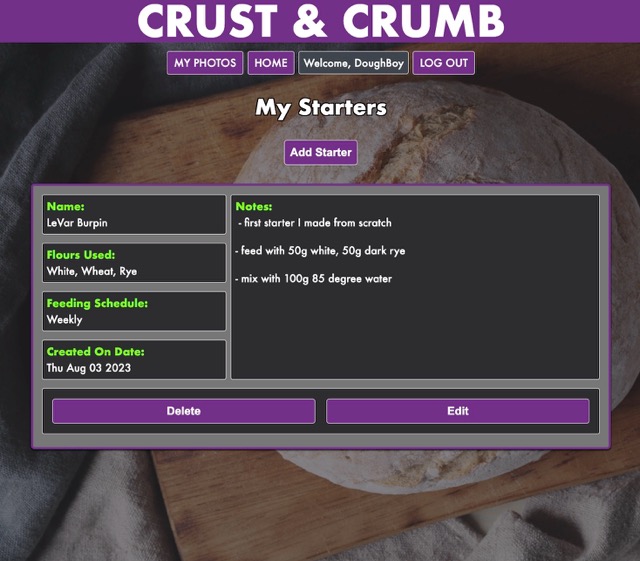 CRUST & CRUMB
MY PHOTOS
HOME
Welcome, DoughBoy
LOG OUT
My Starters
Add Starter
Name:
LeVar Burpin
Flours Used:
White, Wheat, Rye
Feeding Schedule:
Weekly
Created On Date:
Thu Aug 03 2023
Notes:
- first starter I made from scratch
- feed with 50g white, 50g dark rye
- mix with 100g 85 degree water
Delete
Edit